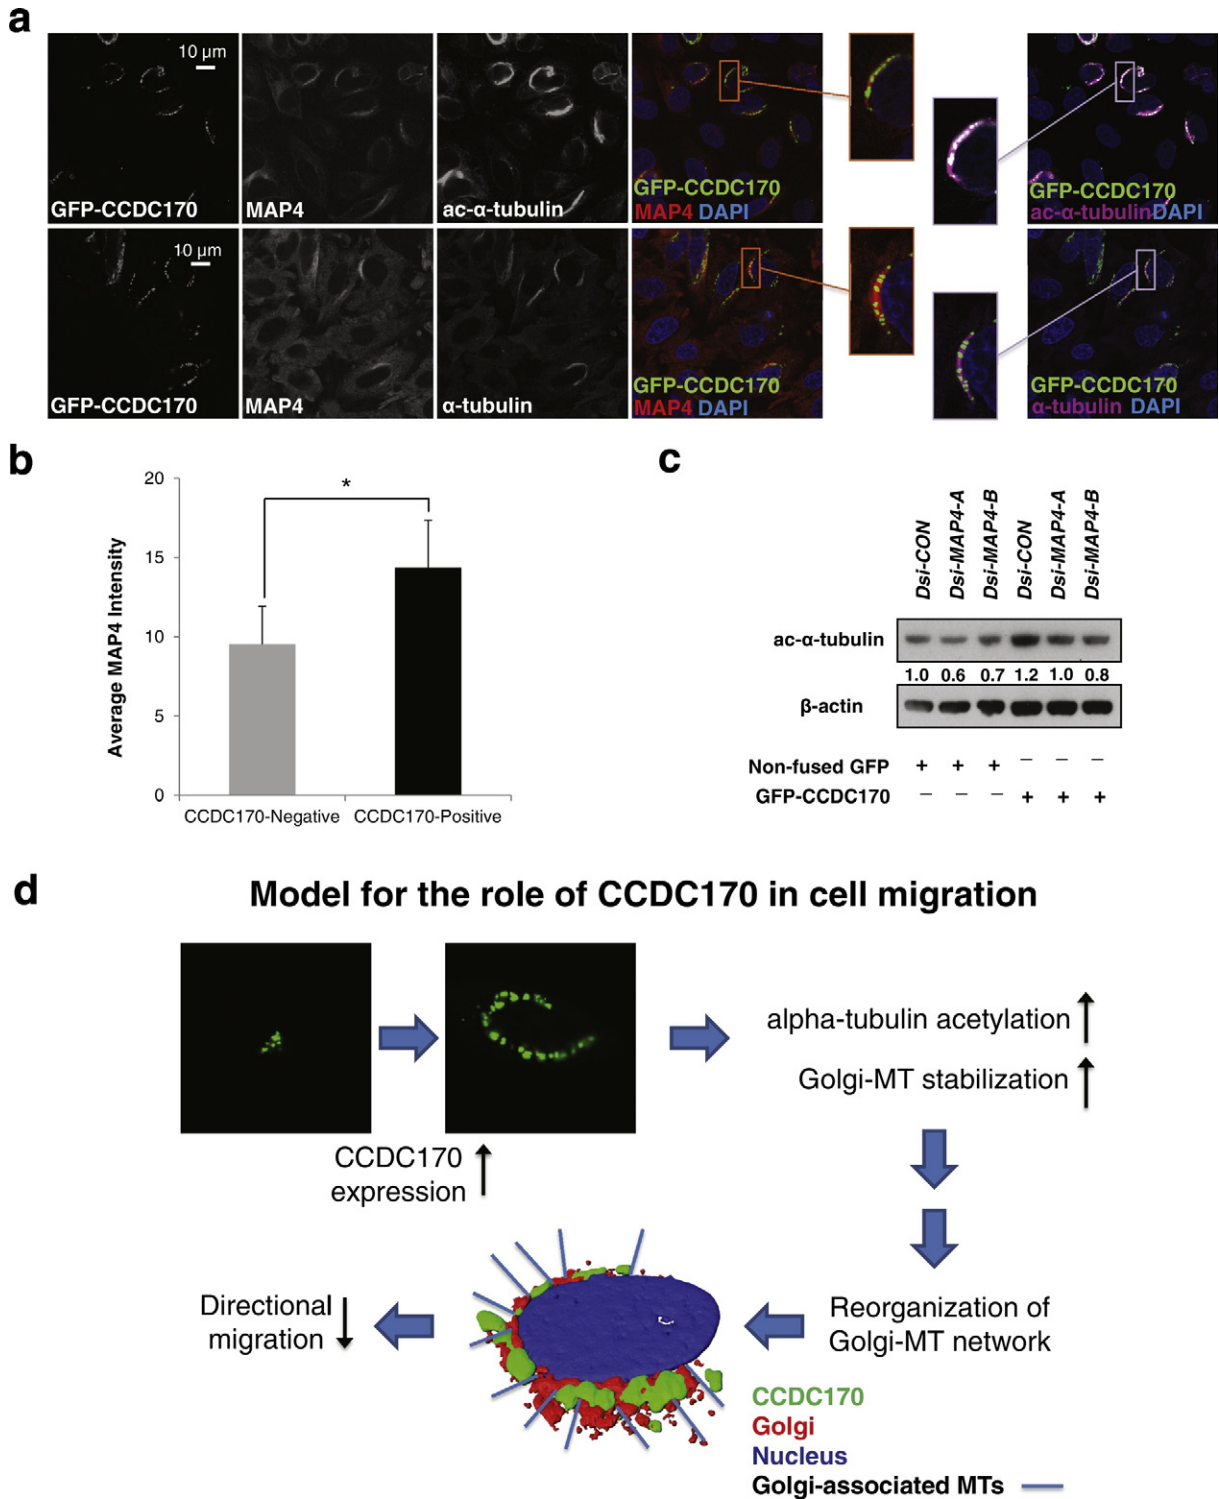 a
10 µm
GFP-CCDC170
MAP4
ac-α-tubulin
GFP-CCDC170
MAP4 DAPI
GFP-CCDC170
ac-α-tubulin DAPI
10 µm
GFP-CCDC170
MAP4
α-tubulin
GFP-CCDC170
MAP4 DAPI
GFP-CCDC170
α-tubulin DAPI
b
20
15
10
5
0
Average MAP4 Intensity
*
CCDC170-Negative
CCDC170-Positive
c
Dsi-CON
Dsi-MAP4-A
Dsi-MAP4-B
Dsi-CON
Dsi-MAP4-A
Dsi-MAP4-B
ac-α-tubulin
1.0 0.6 0.7 1.2 1.0 0.8
β-actin
Non-fused GFP + + + − − −
GFP-CCDC170 − − − + + +
d
Model for the role of CCDC170 in cell migration
alpha-tubulin acetylation
Golgi-MT stabilization
CCDC170
expression
Directional
migration
Reorganization of
Golgi-MT network
CCDC170
Golgi
Nucleus
Golgi-associated MTs